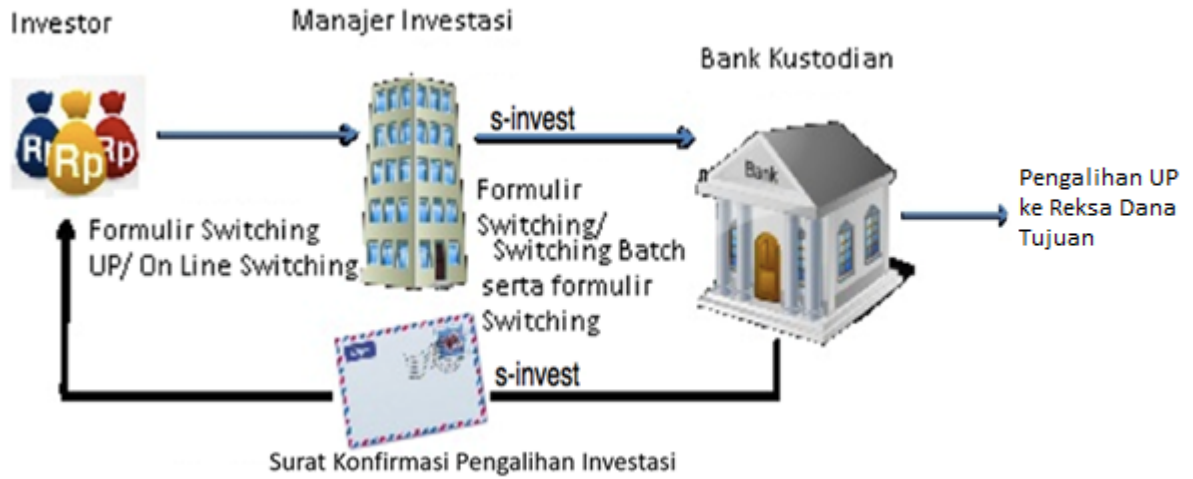 Investor
Manajer Investasi
Bank Kustodian
Rp
Rp
Rp
s-invest
Bank
Formulir Switching
UP/ On Line Switching
Formulir
Switching/
Switching Batch
serta formulir
Switching
Pengalihan UP
ke Reksa Dana
Tujuan
s-invest
Surat Konfirmasi Pengalihan Investasi